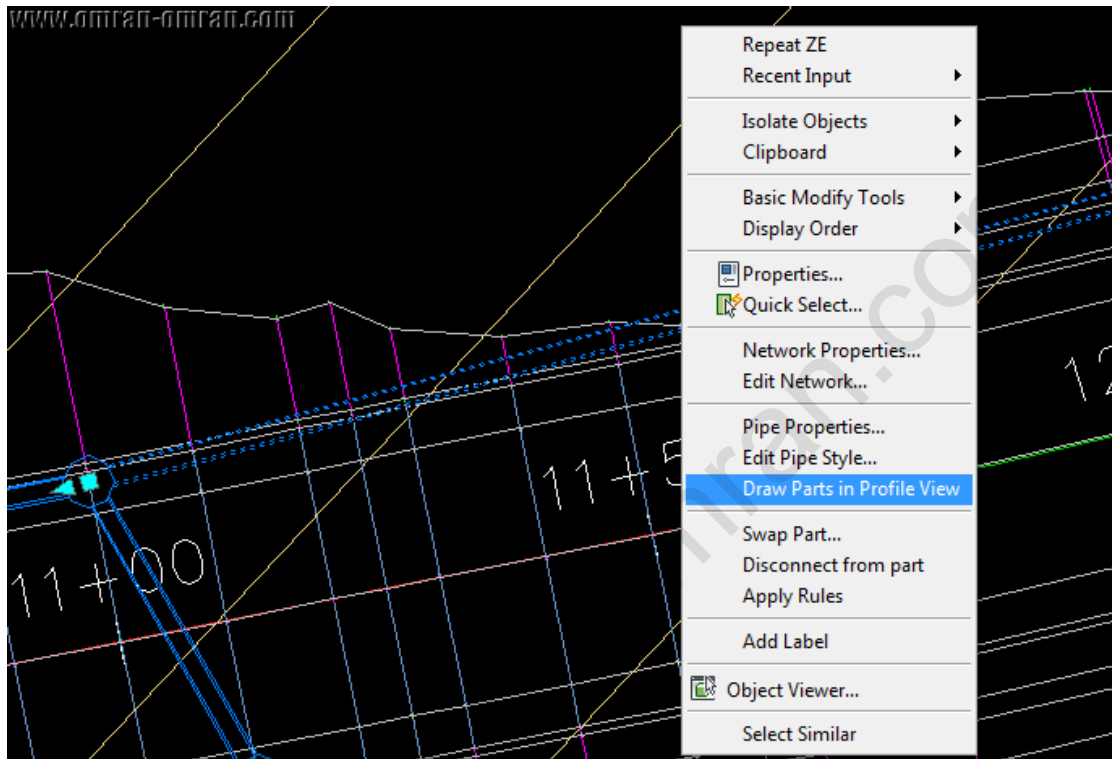 www.omran-omran.com
Repeat ZE
Recent Input
Isolate Objects
Clipboard
Basic Modify Tools
Display Order
Properties...
Quick Select...
Network Properties...
Edit Network...
Pipe Properties...
Edit Pipe Style...
Draw Parts in Profile View
Swap Part...
Disconnect from part
Apply Rules
Add Label
Object Viewer...
Select Similar
11+00
11+5
12
mran.com